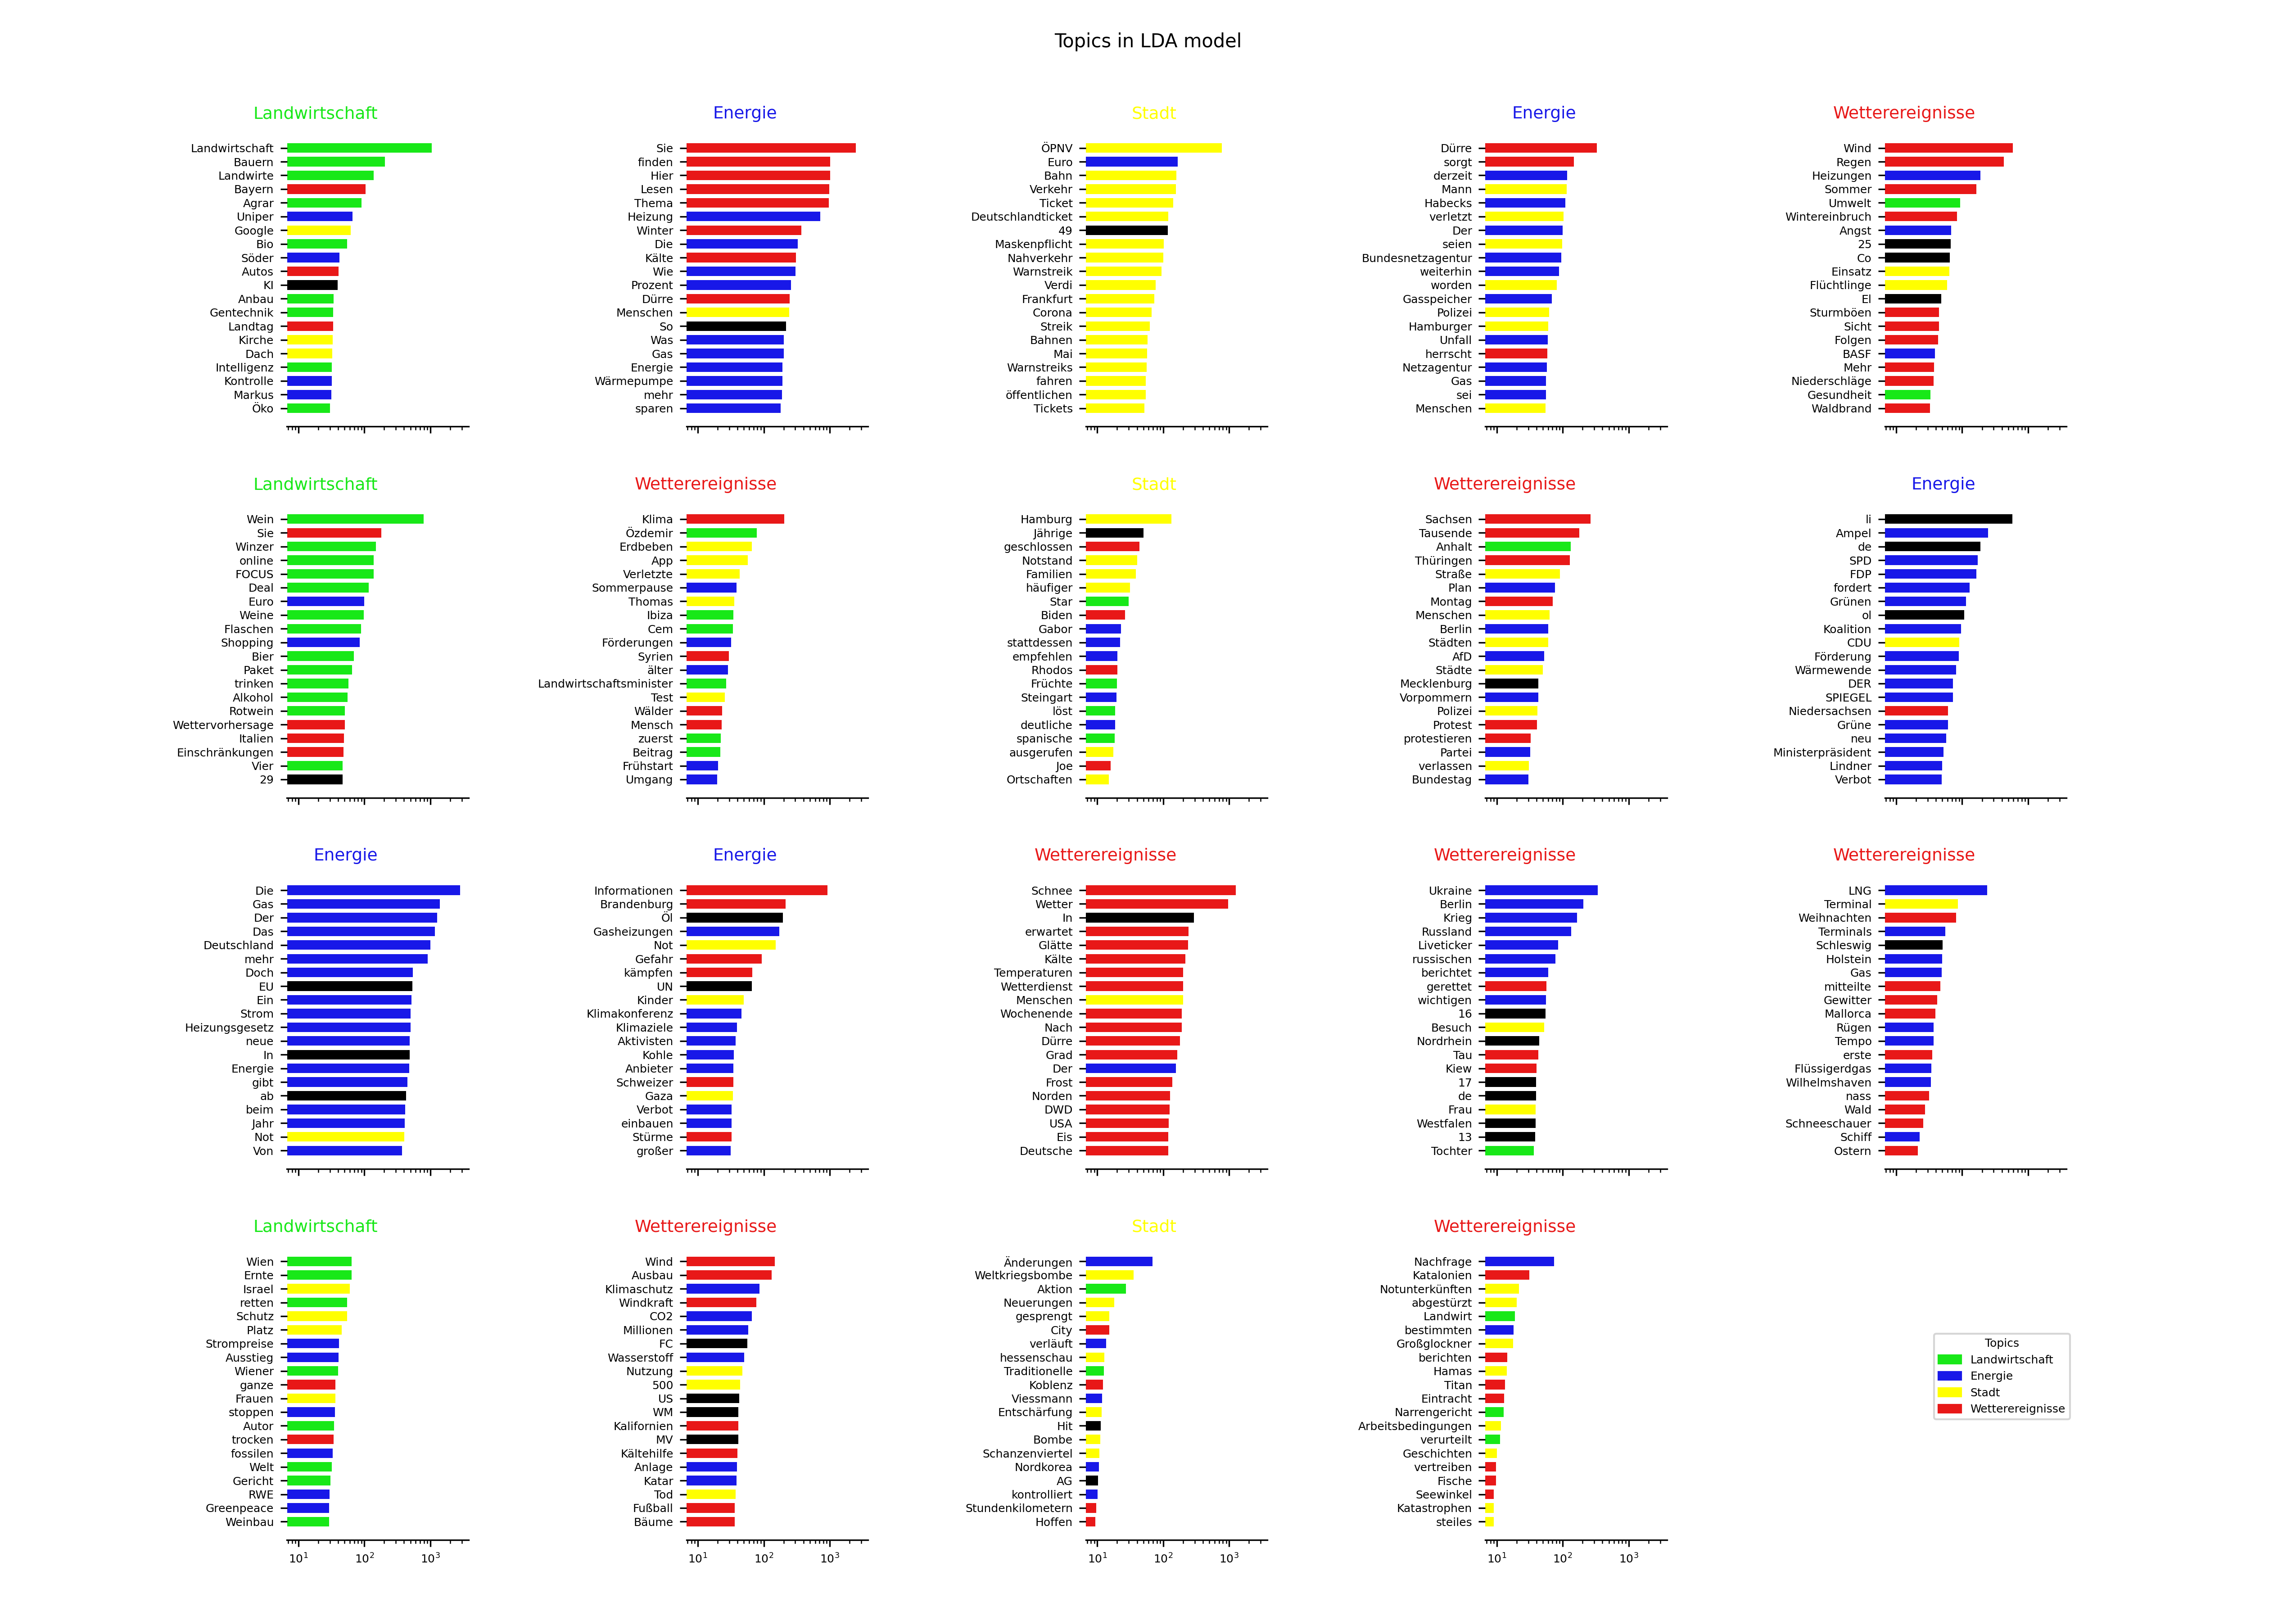 Topics in LDA model
Landwirtschaft
Landwirtschaft
Bauern
Landwirte
Bayern
Agrar
Uniper
Google
Bio
Söder
Autos
KI
Anbau
Gentechnik
Landtag
Kirche
Dach
Intelligenz
Kontrolle
Markus
Öko
Energie
Sie
finden
Hier
Lesen
Thema
Heizung
Winter
Die
Kälte
Wie
Prozent
Dürre
Menschen
So
Was
Gas
Energie
Wärmepumpe
mehr
sparen
Stadt
ÖPNV
Euro
Bahn
Verkehr
Ticket
Deutschlandticket
49
Maskenpflicht
Nahverkehr
Warnstreik
Verdi
Frankfurt
Corona
Streik
Bahnen
Mai
Warnstreiks
fahren
öffentlichen
Tickets
Energie
Dürre
sorgt
derzeit
Mann
Habecks
verletzt
Der
seien
Bundesnetzagentur
weiterhin
worden
Gasspeicher
Polizei
Hamburger
Unfall
herrscht
Netzagentur
Gas
sei
Menschen
Wetterereignisse
Wind
Regen
Heizungen
Sommer
Umwelt
Wintereinbruch
Angst
25
Co
Einsatz
Flüchtlinge
El
Sturmböen
Sicht
Folgen
BASF
Mehr
Niederschläge
Gesundheit
Waldbrand
Landwirtschaft
Wein
Sie
Winzer
online
FOCUS
Deal
Euro
Weine
Flaschen
Shopping
Bier
Paket
trinken
Alkohol
Rotwein
Wettervorhersage
Italien
Einschränkungen
Vier
29
Wetterereignisse
Klima
Özdemir
Erdbeben
App
Verletzte
Sommerpause
Thomas
Ibiza
Cem
Förderungen
Syrien
älter
Landwirtschaftsminister
Test
Wälder
Mensch
zuerst
Beitrag
Frühstart
Umgang
Stadt
Hamburg
Jährige
geschlossen
Notstand
Familien
häufiger
Star
Biden
Gabor
stattdessen
empfehlen
Rhodos
Früchte
Steingart
löst
deutliche
spanische
ausgerufen
Joe
Ortschaften
Wetterereignisse
Sachsen
Tausende
Anhalt
Thüringen
Straße
Plan
Montag
Menschen
Berlin
Städten
AfD
Städte
Mecklenburg
Vorpommern
Polizei
Protest
protestieren
Partei
verlassen
Bundestag
Energie
li
Ampel
de
SPD
FDP
fordert
Grünen
ol
Koalition
CDU
Förderung
Wärmewende
DER
SPIEGEL
Niedersachsen
Grüne
neu
Ministerpräsident
Lindner
Verbot
Energie
Die
Gas
Der
Das
Deutschland
mehr
Doch
EU
Ein
Strom
Heizungsgesetz
neue
In
Energie
gibt
ab
beim
Jahr
Not
Von
Energie
Informationen
Brandenburg
Öl
Gasheizungen
Not
Gefahr
kämpfen
UN
Kinder
Klimakonferenz
Klimaziele
Aktivisten
Kohle
Anbieter
Schweizer
Gaza
Verbot
einbauen
Stürme
großer
Wetterereignisse
Schnee
Wetter
In
erwartet
Glätte
Kälte
Temperaturen
Wetterdienst
Menschen
Wochenende
Nach
Dürre
Grad
Der
Frost
Norden
DWD
USA
Eis
Deutsche
Wetterereignisse
Ukraine
Berlin
Krieg
Russland
Liveticker
russischen
berichtet
gerettet
wichtigen
16
Besuch
Nordrhein
Tau
Kiew
17
de
Frau
Westfalen
13
Tochter
Wetterereignisse
LNG
Terminal
Weihnachten
Terminals
Schleswig
Holstein
Gas
mitteilte
Gewitter
Mallorca
Rügen
Tempo
erste
Flüssigerdgas
Wilhelmshaven
nass
Wald
Schneeschauer
Schiff
Ostern
Landwirtschaft
Wien
Ernte
Israel
retten
Schutz
Platz
Strompreise
Ausstieg
Wiener
ganze
Frauen
stoppen
Autor
trocken
fossilen
Welt
Gericht
RWE
Greenpeace
Weinbau
10¹ 10² 10³
Wetterereignisse
Wind
Ausbau
Klimaschutz
Windkraft
CO2
Millionen
FC
Wasserstoff
Nutzung
500
US
WM
Kalifornien
MV
Kältehilfe
Anlage
Katar
Tod
Fußball
Bäume
10¹ 10² 10³
Stadt
Änderungen
Weltkriegsbombe
Aktion
Neuerungen
gesprengt
City
verläuft
hessenschau
Traditionelle
Koblenz
Viessmann
Entschärfung
Hit
Bombe
Schanzenviertel
Nordkorea
AG
kontrolliert
Stundenkilometern
Hoffen
10¹ 10² 10³
Wetterereignisse
Nachfrage
Katalonien
Notunterkünften
abgestürzt
Landwirt
bestimmten
Großglockner
berichten
Hamas
Titan
Eintracht
Narrengericht
Arbeitsbedingungen
verurteilt
Geschichten
vertreiben
Fische
Seewinkel
Katastrophen
steiles
10¹ 10² 10³
Topics
Landwirtschaft
Energie
Stadt
Wetterereignisse